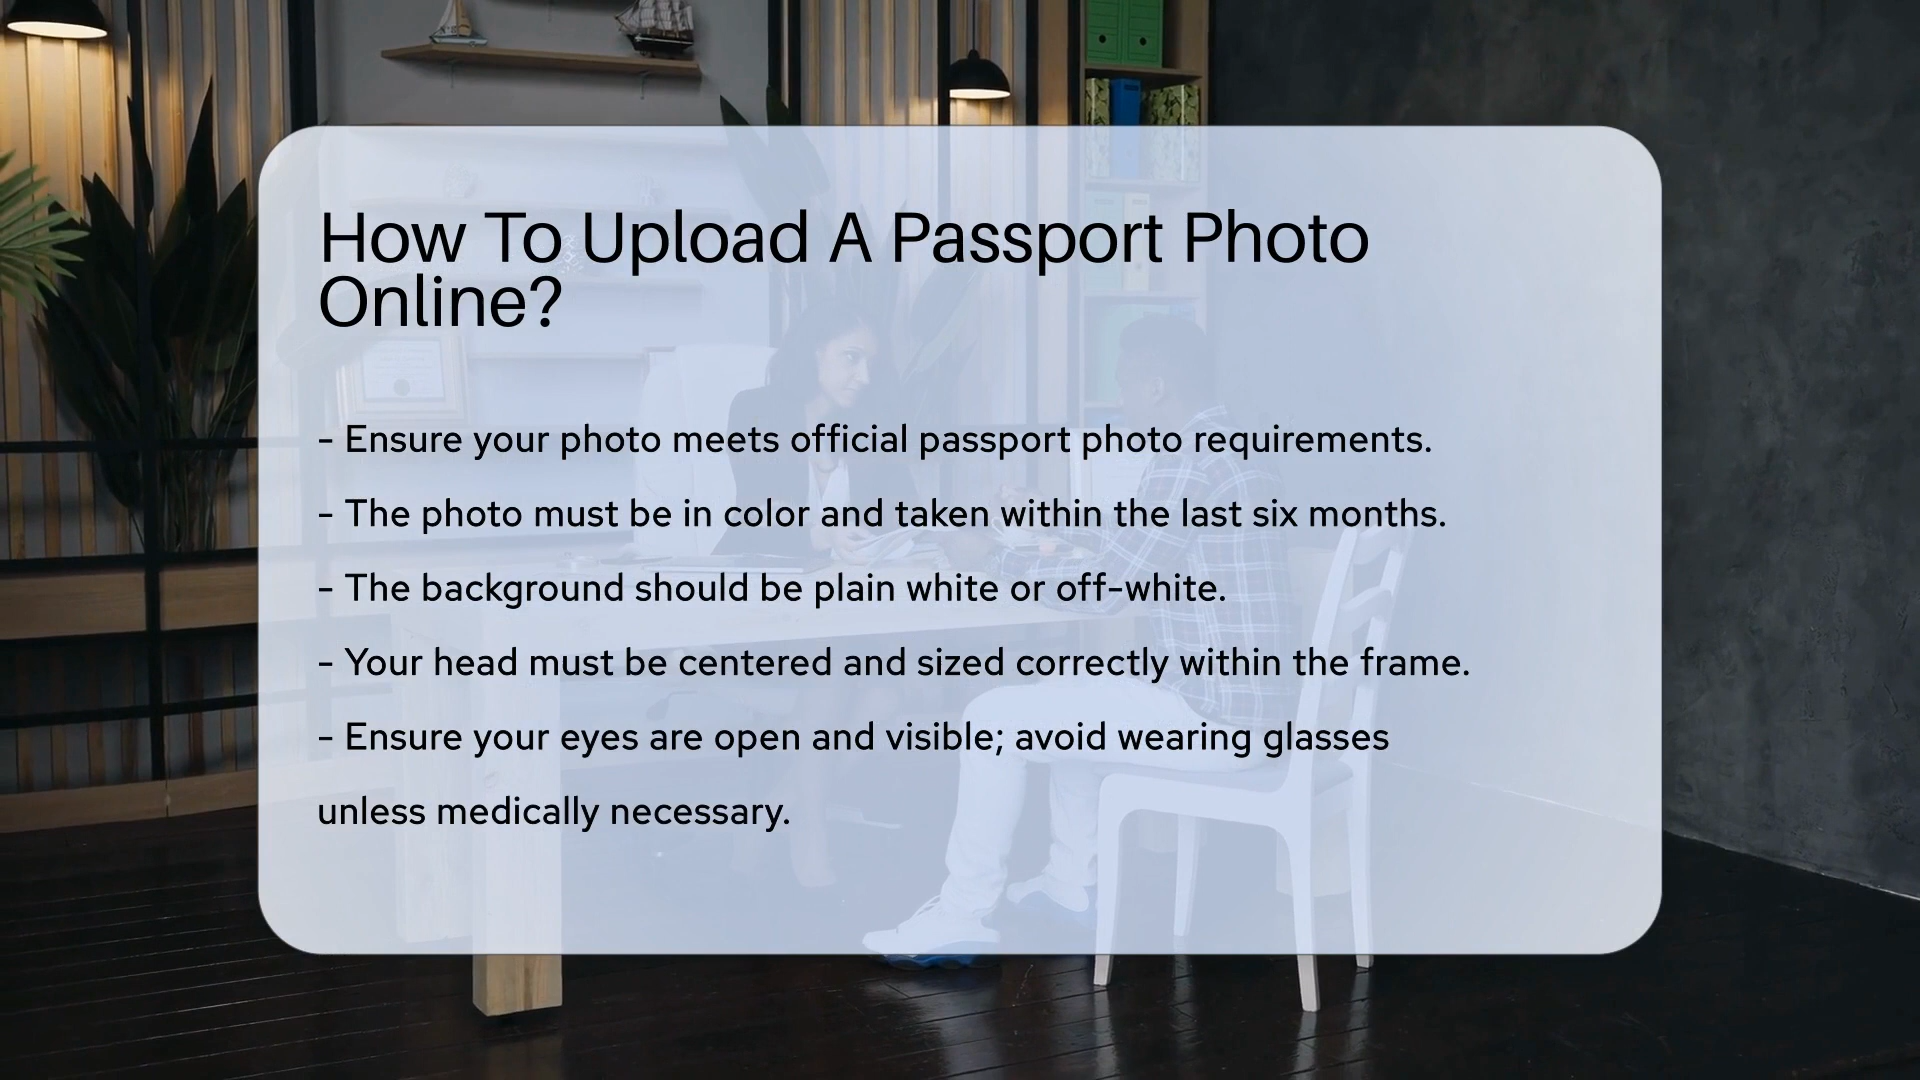 How To Upload A Passport Photo
Online?
- Ensure your photo meets official passport photo requirements.
- The photo must be in color and taken within the last six months.
- The background should be plain white or off-white.
- Your head must be centered and sized correctly within the frame.
- Ensure your eyes are open and visible; avoid wearing glasses
unless medically necessary.